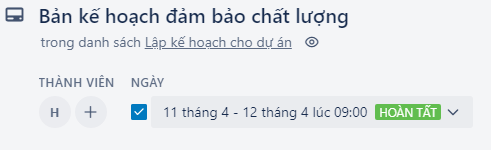 Bản kế hoạch đảm bảo chất lượng
trong danh sách Lập kế hoạch cho dự án
THÀNH VIÊN NGÀY
H 11 tháng 4 - 12 tháng 4 lúc 09:00 HOÀN TẤT